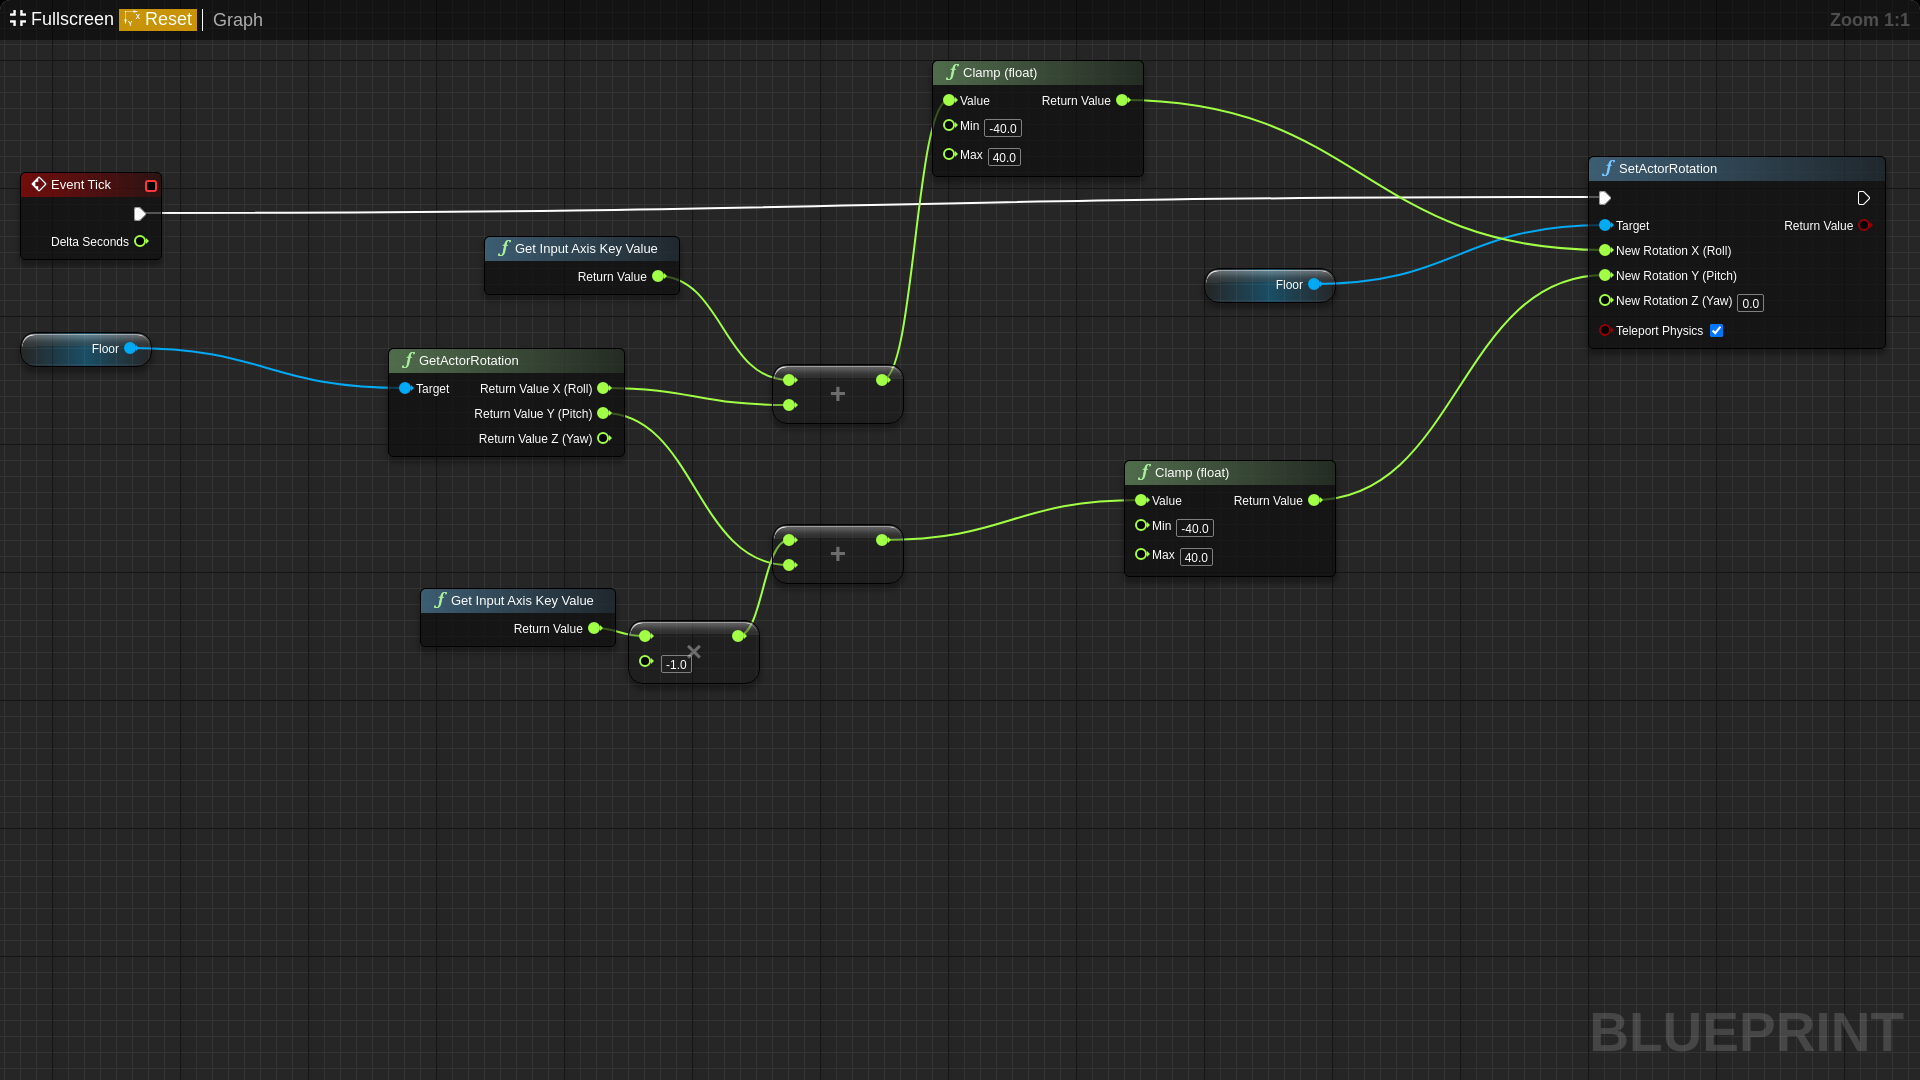 Fullscreen Reset Graph Zoom 1:1
Clamp (float)
Value Return Value
Min -40.0
Max 40.0
Event Tick
Delta Seconds
SetActorRotation
Target Return Value
New Rotation X (Roll)
New Rotation Y (Pitch)
New Rotation Z (Yaw) 0.0
Teleport Physics
Get Input Axis Key Value
Return Value
Floor
Floor
GetActorRotation
Target Return Value X (Roll)
Return Value Y (Pitch)
Return Value Z (Yaw)
+
Clamp (float)
Value Return Value
Min -40.0
Max 40.0
+
Get Input Axis Key Value
Return Value
×
-1.0
BLUEPRINT